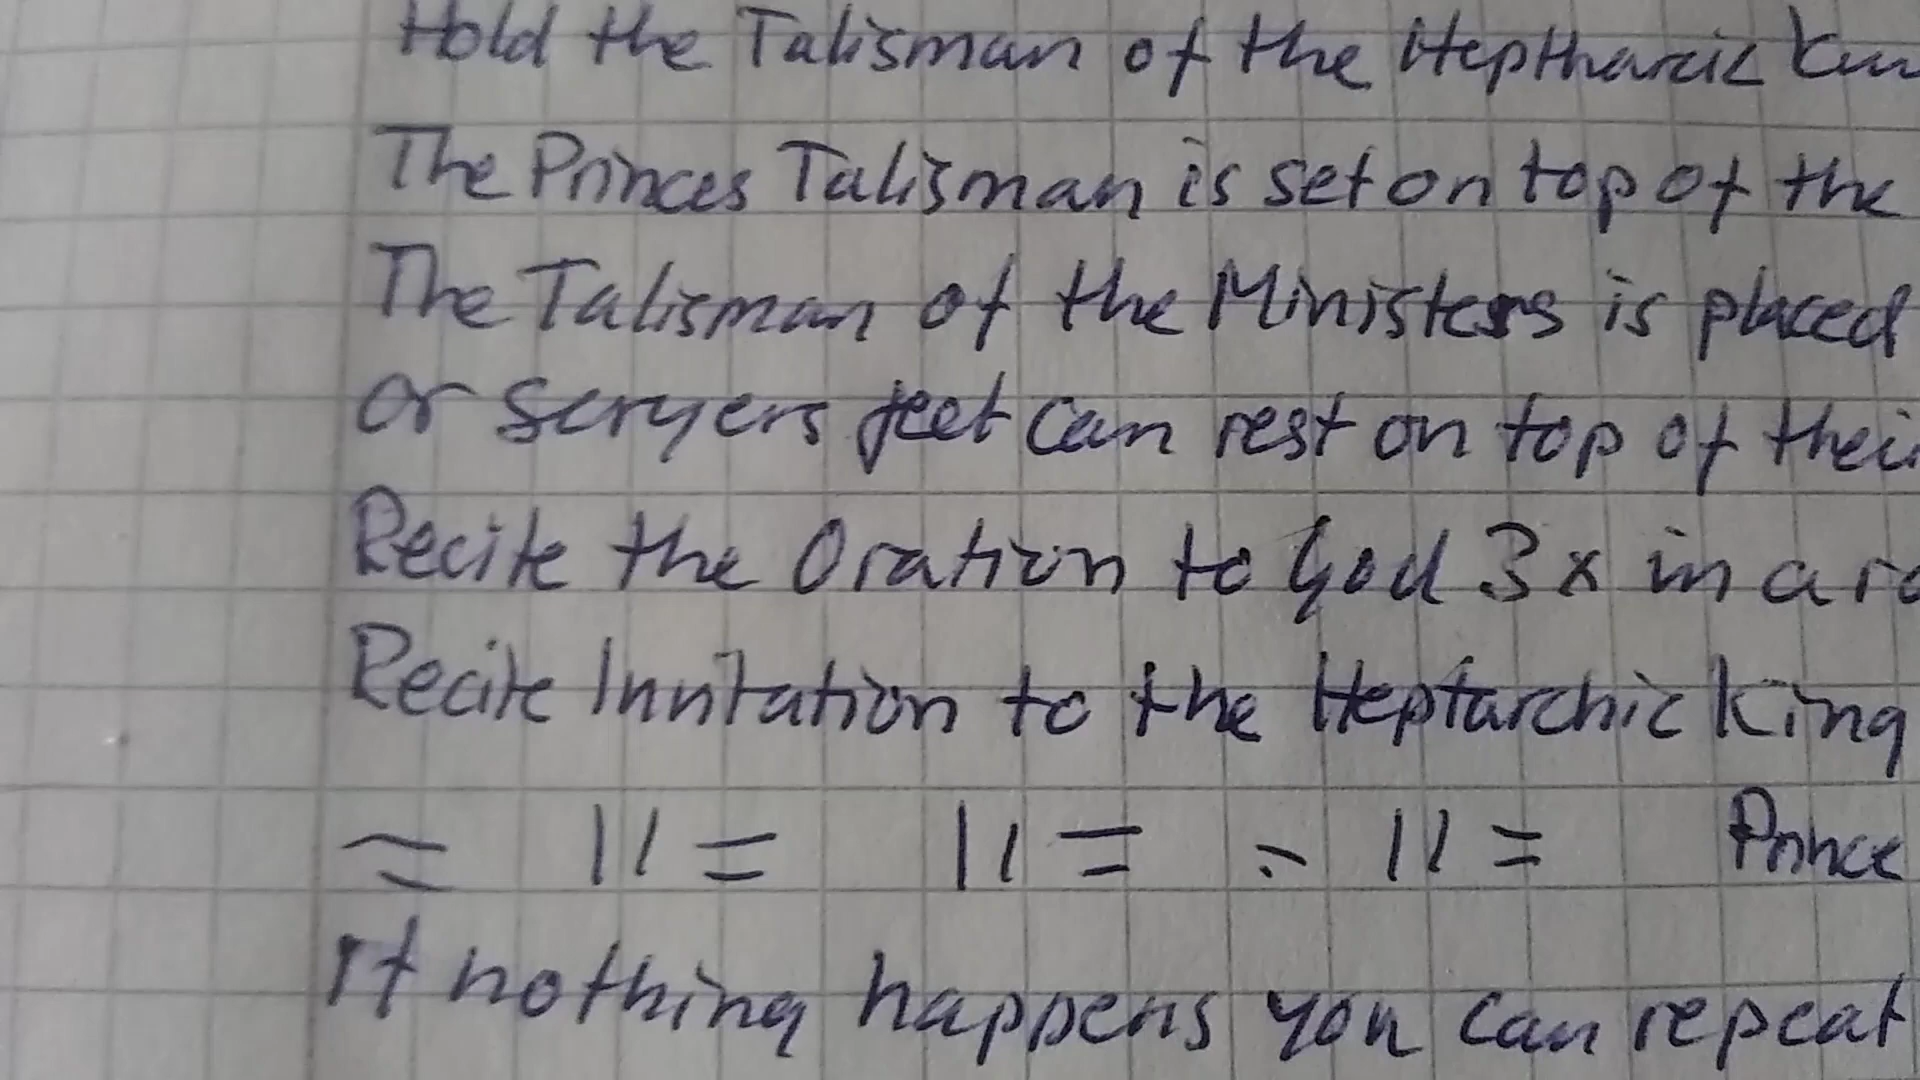 Hold the Talisman of the Heptharcic
The Princes Talisman is set on top of the
The Talisman of the Ministers is placed
or Scryers feet can rest on top of
Recite the Oration to God 3x in a
Recite Invitation to the Heptarchic King
= 11 = 11 = - 11 = Prince
If nothing happens you can repeat